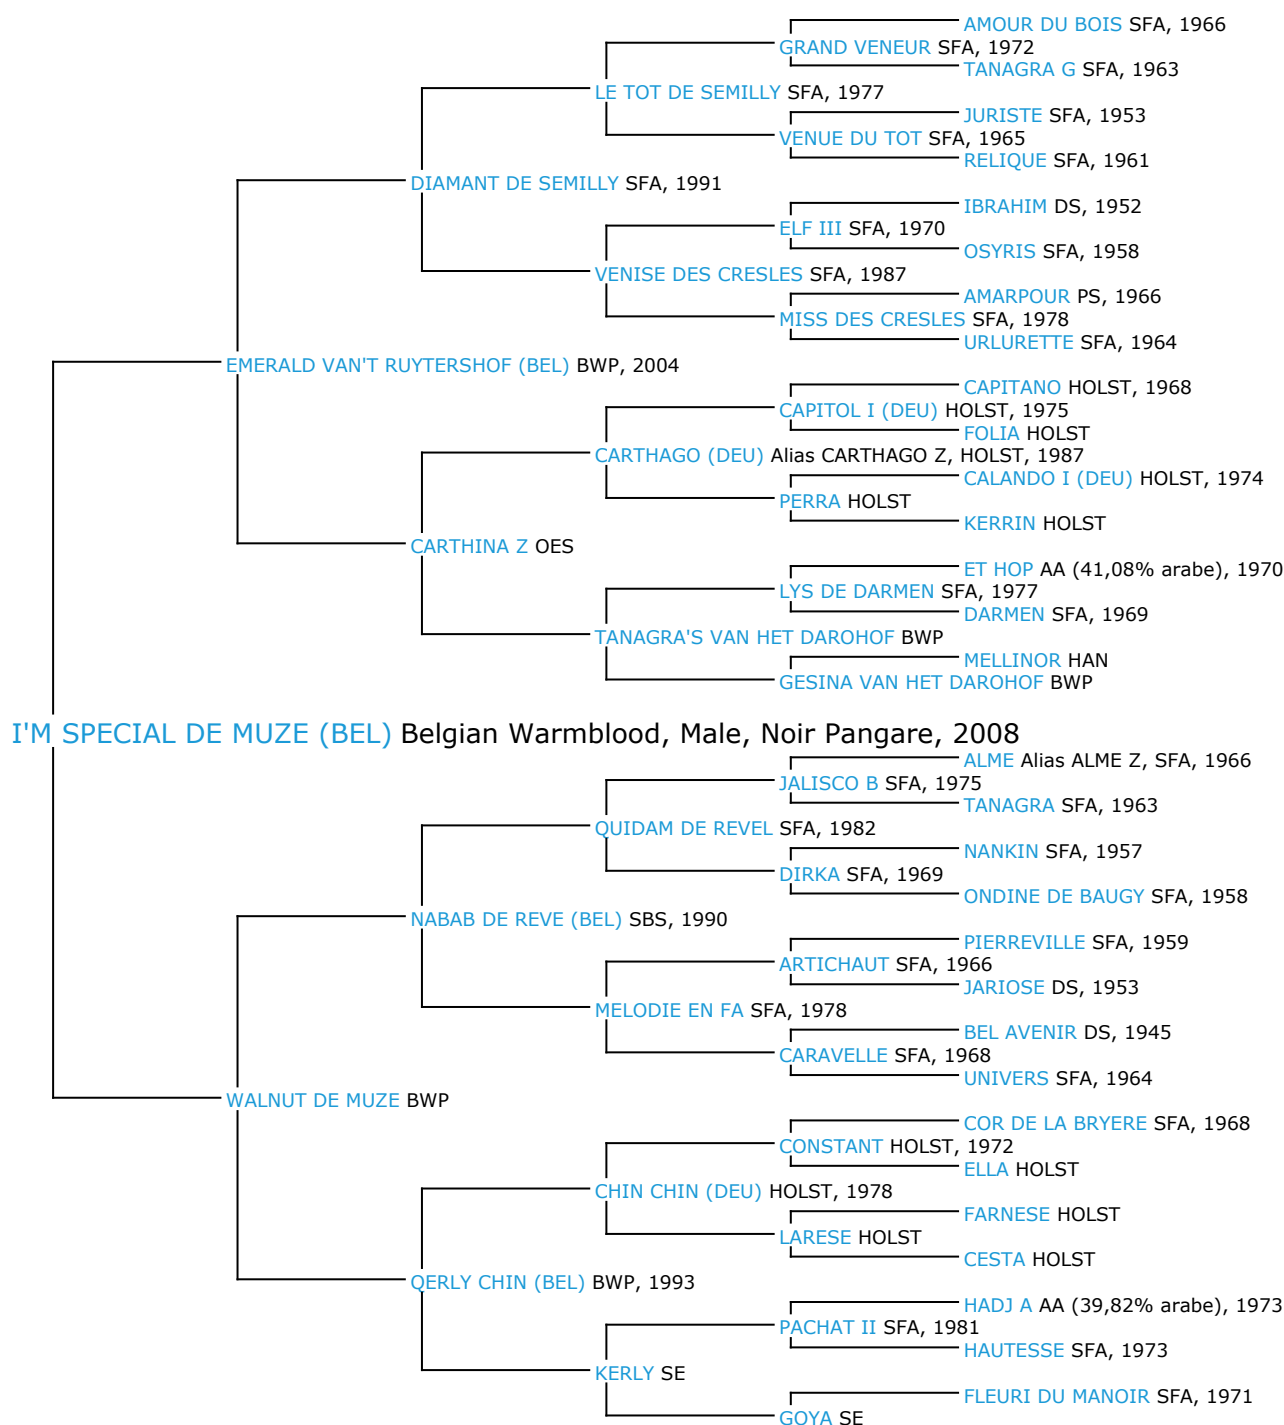 AMOUR DU BOIS SFA, 1966
GRAND VENEUR SFA, 1972
TANAGRA G SFA, 1963
LE TOT DE SEMILLY SFA, 1977
JURISTE SFA, 1953
VENUE DU TOT SFA, 1965
RELIQUE SFA, 1961
DIAMANT DE SEMILLY SFA, 1991
IBRAHIM DS, 1952
ELF III SFA, 1970
OSYRIS SFA, 1958
VENISE DES CRESLES SFA, 1987
AMARPOUR PS, 1966
MISS DES CRESLES SFA, 1978
URLURETTE SFA, 1964
EMERALD VAN'T RUYTERSHOF (BEL) BWP, 2004
CAPITANO HOLST, 1968
CAPITOL I (DEU) HOLST, 1975
FOLIA HOLST
CARTHAGO (DEU) Alias CARTHAGO Z, HOLST, 1987
CALANDO I (DEU) HOLST, 1974
PERRA HOLST
KERRIN HOLST
CARTHINA Z OES
ET HOP AA (41,08% arabe), 1970
LYS DE DARMEN SFA, 1977
DARMEN SFA, 1969
TANAGRA'S VAN HET DAROHOF BWP
MELLINOR HAN
GESINA VAN HET DAROHOF BWP
I'M SPECIAL DE MUZE (BEL) Belgian Warmblood, Male, Noir Pangare, 2008
ALME Alias ALME Z, SFA, 1966
JALISCO B SFA, 1975
TANAGRA SFA, 1963
QUIDAM DE REVEL SFA, 1982
NANKIN SFA, 1957
DIRKA SFA, 1969
ONDINE DE BAUGY SFA, 1958
NABAB DE REVE (BEL) SBS, 1990
PIERREVILLE SFA, 1959
ARTICHAUT SFA, 1966
JARIOSE DS, 1953
MELODIE EN FA SFA, 1978
BEL AVENIR DS, 1945
CARAVELLE SFA, 1968
UNIVERS SFA, 1964
WALNUT DE MUZE BWP
COR DE LA BRYERE SFA, 1968
CONSTANT HOLST, 1972
ELLA HOLST
CHIN CHIN (DEU) HOLST, 1978
FARNESE HOLST
LARESE HOLST
CESTA HOLST
QERLY CHIN (BEL) BWP, 1993
HADJ A AA (39,82% arabe), 1973
PACHAT II SFA, 1981
HAUTESSE SFA, 1973
KERLY SE
FLEURI DU MANOIR SFA, 1971
GOYA SE